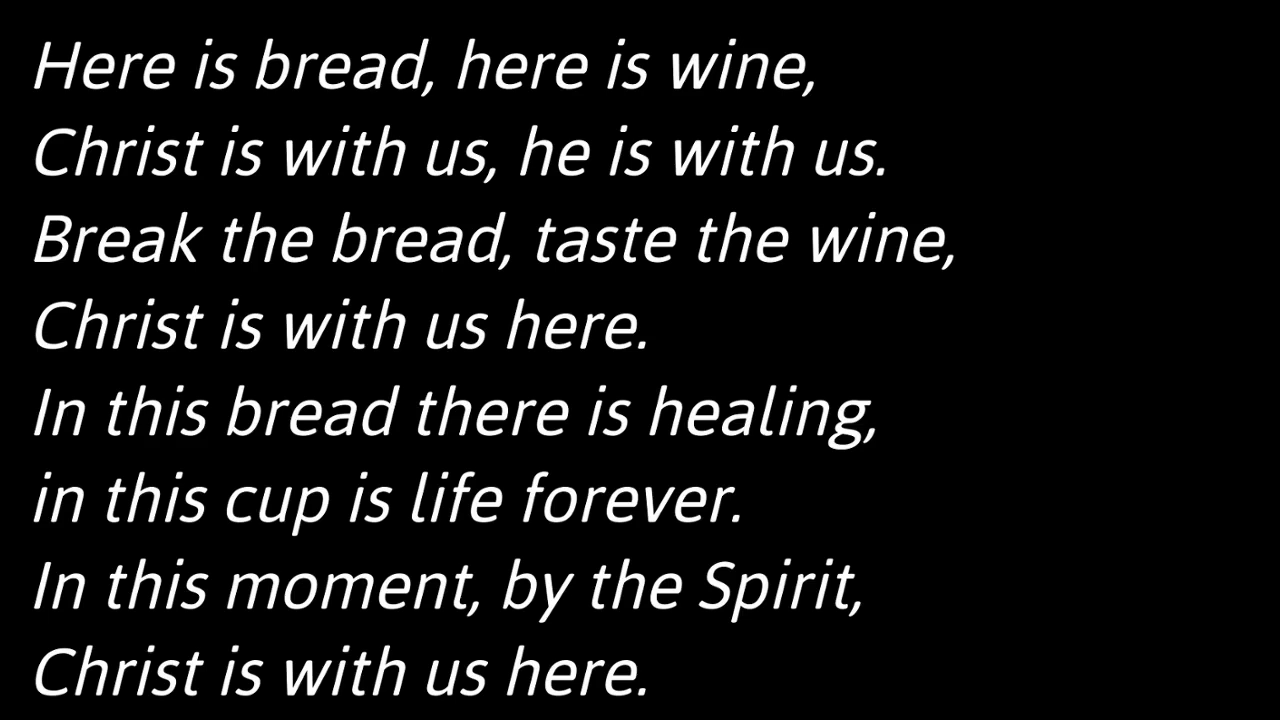 Here is bread, here is wine,
Christ is with us, he is with us.
Break the bread, taste the wine,
Christ is with us here.
In this bread there is healing,
in this cup is life forever.
In this moment, by the Spirit,
Christ is with us here.